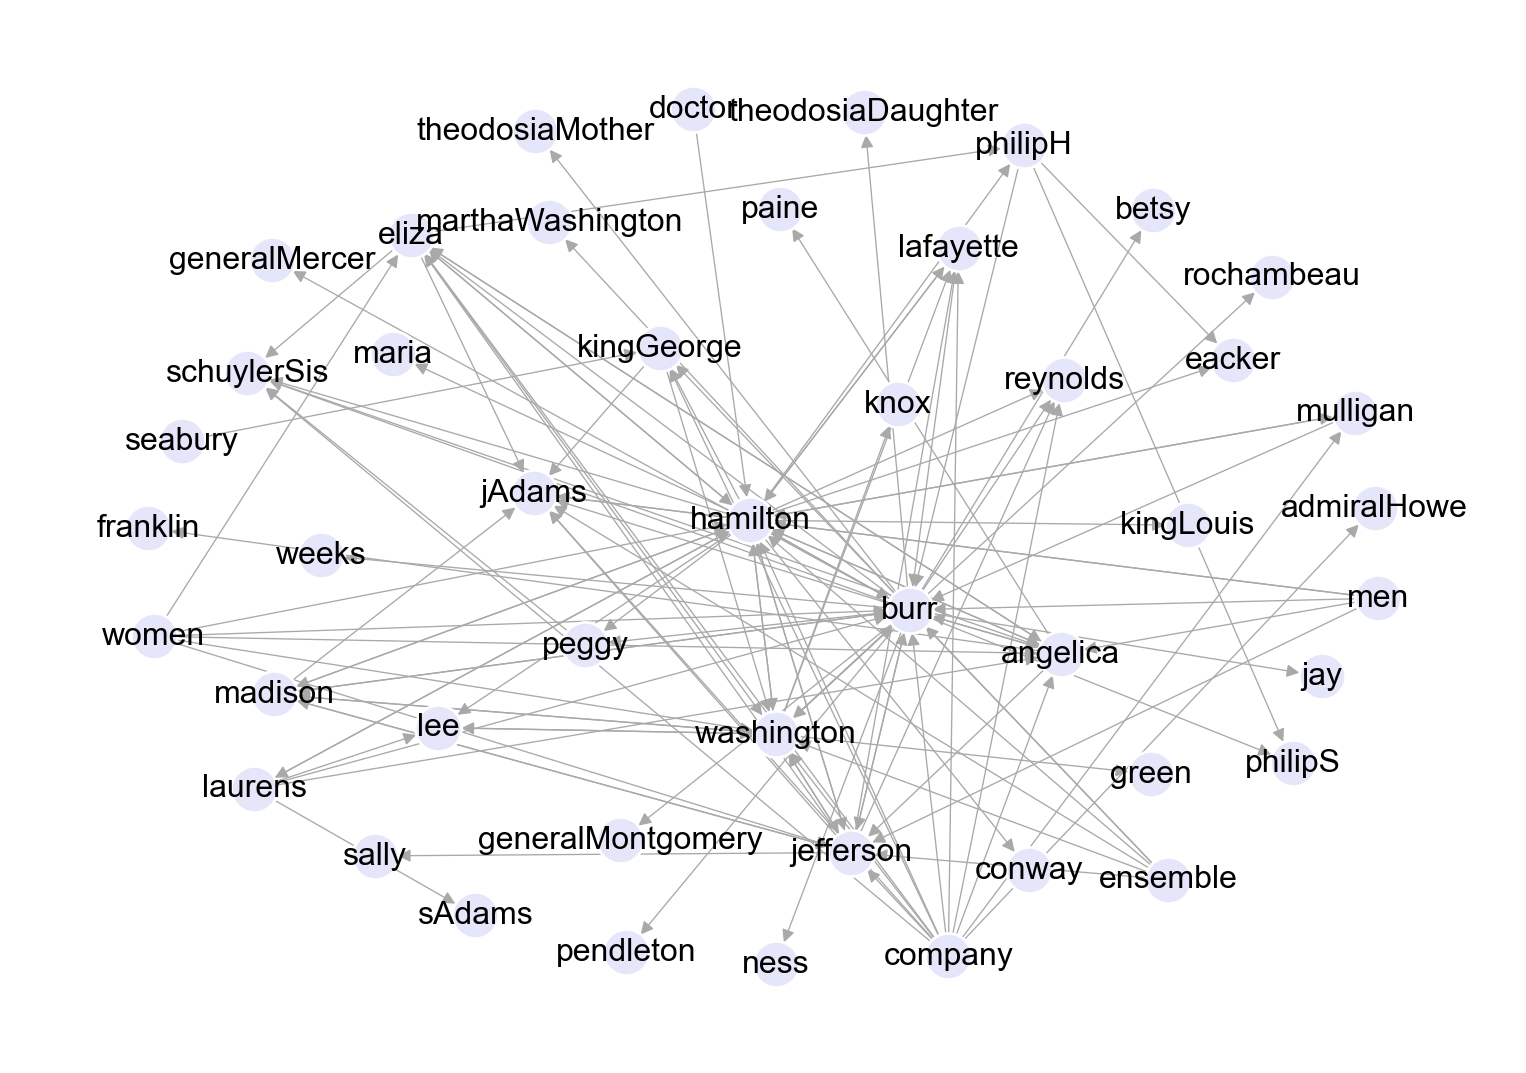 doctor
theodosiaDaughter
theodosiaMother
philipH
paine
betsy
marthaWashington
eliza
lafayette
generalMercer
rochambeau
kingGeorge
maria
eacker
schuylerSis
reynolds
knox
mulligan
seabury
jAdams
admiralHowe
hamilton
kingLouis
franklin
weeks
men
burr
women
peggy
angelica
jay
madison
lee
washington
philipS
green
laurens
generalMontgomery
jefferson
sally
conway
ensemble
sAdams
pendleton
company
ness